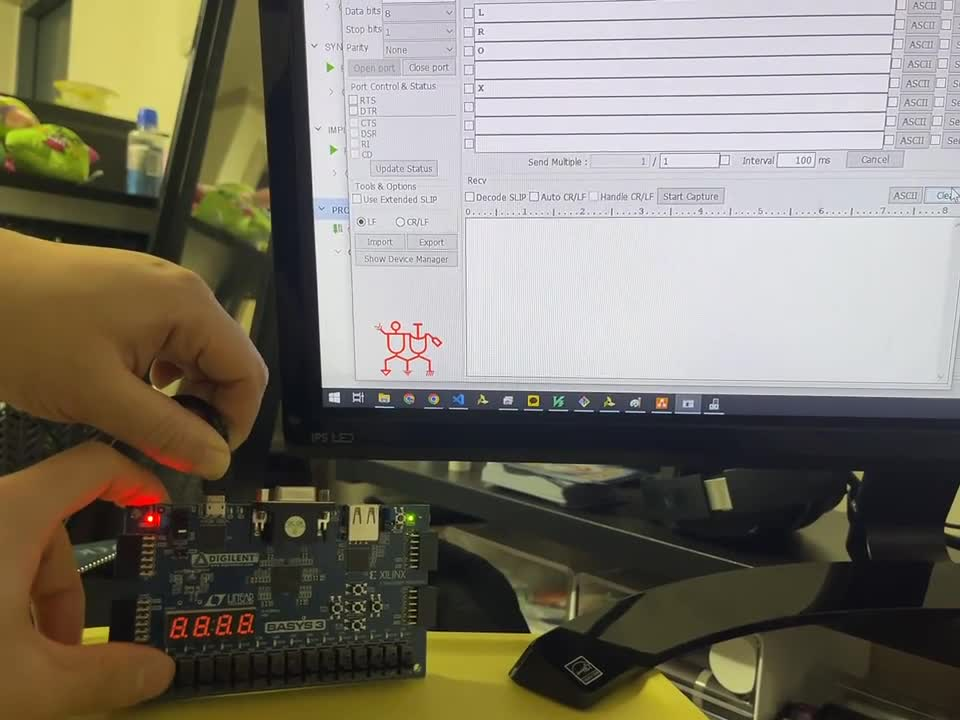 Data bits 8
Stop bits 1
Parity None
Open port Close port
Port Control & Status
RTS
DTR
CTS
DSR
RI
CD
Update Status
Tools & Options
Use Extended SLIP
LF CR/LF
Import Export
Show Device Manager
SYN
IMPL
PRO
L
R
O
X
ASCII
ASCII
ASCII
ASCII
ASCII
ASCII
ASCII
ASCII
Send Multiple : 1 / 1 Interval 100 ms Cancel
Recv
Decode SLIP Auto CR/LF Handle CR/LF Start Capture ASCII Clea
0 1 2 3 4 5 6 7 8
IPS LED
DIGILENT
XILINX
LINEAR
8.8.8.8.
BASYS 3